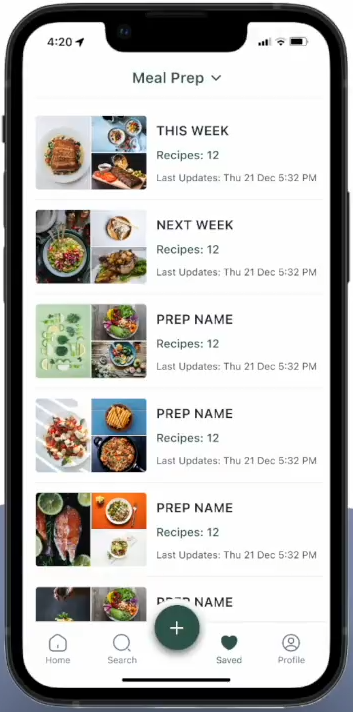 4:20
Meal Prep
THIS WEEK
Recipes: 12
Last Updates: Thu 21 Dec 5:32 PM
NEXT WEEK
Recipes: 12
Last Updates: Thu 21 Dec 5:32 PM
PREP NAME
Recipes: 12
Last Updates: Thu 21 Dec 5:32 PM
PREP NAME
Recipes: 12
Last Updates: Thu 21 Dec 5:32 PM
PREP NAME
Recipes: 12
Last Updates: Thu 21 Dec 5:32 PM
PREP NAME
+
Home
Search
Saved
Profile